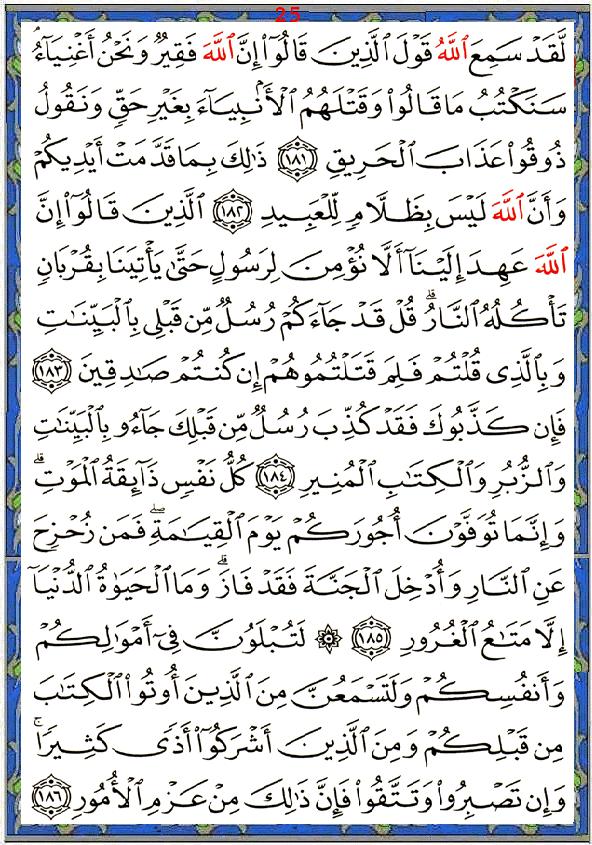 25
لَّقَدْ سَمِعَ ٱللَّهُ قَوْلَ ٱلَّذِينَ قَالُوٓا۟ إِنَّ ٱللَّهَ فَقِيرٌ وَنَحْنُ أَغْنِيَآءُ ۘ
سَنَكْتُبُ مَا قَالُوا۟ وَقَتْلَهُمُ ٱلْأَنۢبِيَآءَ بِغَيْرِ حَقٍّ وَنَقُولُ
ذُوقُوا۟ عَذَابَ ٱلْحَرِيقِ ١٨١ ذَٰلِكَ بِمَا قَدَّمَتْ أَيْدِيكُمْ
وَأَنَّ ٱللَّهَ لَيْسَ بِظَلَّامٍ لِّلْعَبِيدِ ١٨٢ ٱلَّذِينَ قَالُوٓا۟ إِنَّ
ٱللَّهَ عَهِدَ إِلَيْنَآ أَلَّا نُؤْمِنَ لِرَسُولٍ حَتَّىٰ يَأْتِيَنَا بِقُرْبَانٍ
تَأْكُلُهُ ٱلنَّارُ ۗ قُلْ قَدْ جَآءَكُمْ رُسُلٌ مِّن قَبْلِى بِٱلْبَيِّنَٰتِ
وَبِٱلَّذِى قُلْتُمْ فَلِمَ قَتَلْتُمُوهُمْ إِن كُنتُمْ صَٰدِقِينَ ١٨٣
فَإِن كَذَّبُوكَ فَقَدْ كُذِّبَ رُسُلٌ مِّن قَبْلِكَ جَآءُو بِٱلْبَيِّنَٰتِ
وَٱلزُّبُرِ وَٱلْكِتَٰبِ ٱلْمُنِيرِ ١٨٤ كُلُّ نَفْسٍ ذَآئِقَةُ ٱلْمَوْتِ ۗ
وَإِنَّمَا تُوَفَّوْنَ أُجُورَكُمْ يَوْمَ ٱلْقِيَٰمَةِ ۖ فَمَن زُحْزِحَ
عَنِ ٱلنَّارِ وَأُدْخِلَ ٱلْجَنَّةَ فَقَدْ فَازَ ۗ وَمَا ٱلْحَيَوٰةُ ٱلدُّنْيَآ
إِلَّا مَتَٰعُ ٱلْغُرُورِ ١٨٥ ۞ لَتُبْلَوُنَّ فِىٓ أَمْوَٰلِكُمْ
وَأَنفُسِكُمْ وَلَتَسْمَعُنَّ مِنَ ٱلَّذِينَ أُوتُوا۟ ٱلْكِتَٰبَ
مِن قَبْلِكُمْ وَمِنَ ٱلَّذِينَ أَشْرَكُوٓا۟ أَذًى كَثِيرًا ۚ
وَإِن تَصْبِرُوا۟ وَتَتَّقُوا۟ فَإِنَّ ذَٰلِكَ مِنْ عَزْمِ ٱلْأُمُورِ ١٨٦